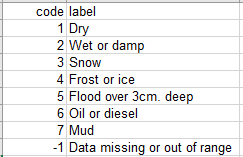 code label
1 Dry
2 Wet or damp
3 Snow
4 Frost or ice
5 Flood over 3cm. deep
6 Oil or diesel
7 Mud
-1 Data missing or out of range